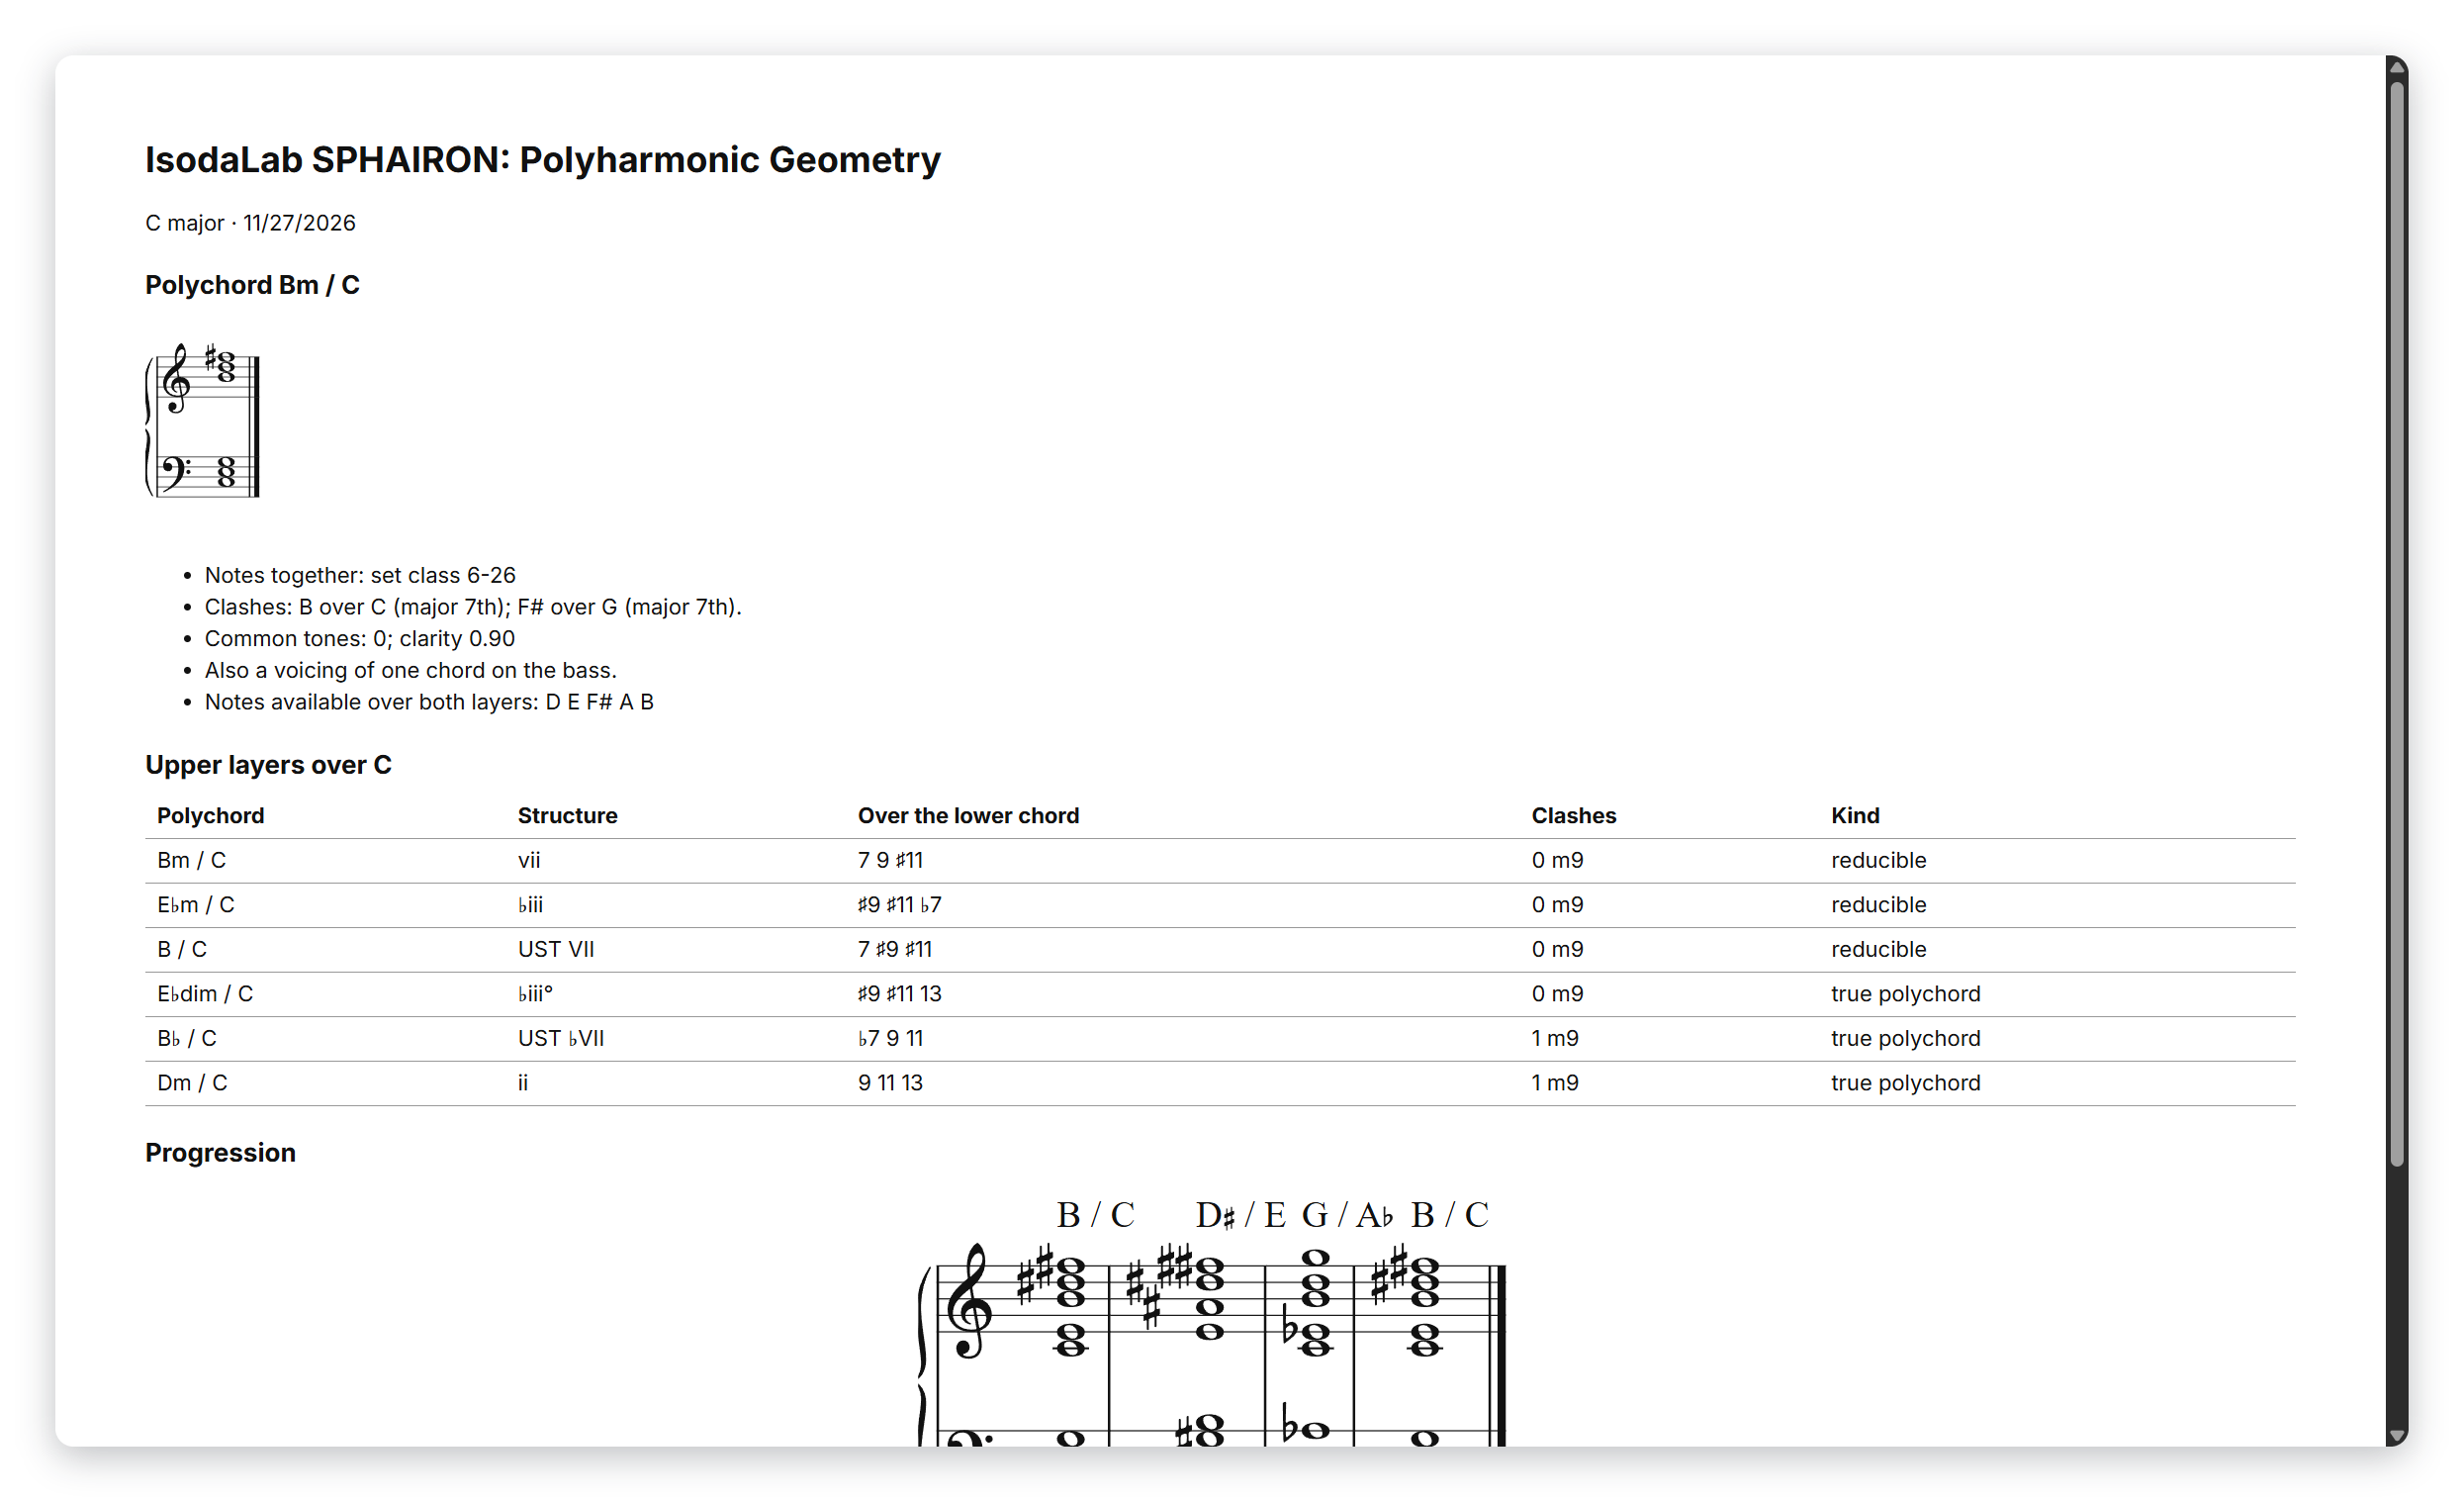 IsodaLab SPHAIRON: Polyharmonic Geometry
C major · 11/27/2026
Polychord Bm / C
Notes together: set class 6-26
Clashes: B over C (major 7th); F# over G (major 7th).
Common tones: 0; clarity 0.90
Also a voicing of one chord on the bass.
Notes available over both layers: D E F# A B
Upper layers over C
Polychord Structure Over the lower chord Clashes Kind
Bm / C vii 7 9 ♯11 0 m9 reducible
E♭m / C ♭iii ♯9 ♯11 ♭7 0 m9 reducible
B / C UST VII 7 ♯9 ♯11 0 m9 reducible
E♭dim / C ♭iii° ♯9 ♯11 13 0 m9 true polychord
B♭ / C UST ♭VII ♭7 9 11 1 m9 true polychord
Dm / C ii 9 11 13 1 m9 true polychord
Progression
B / C D♯ / E G / A♭ B / C